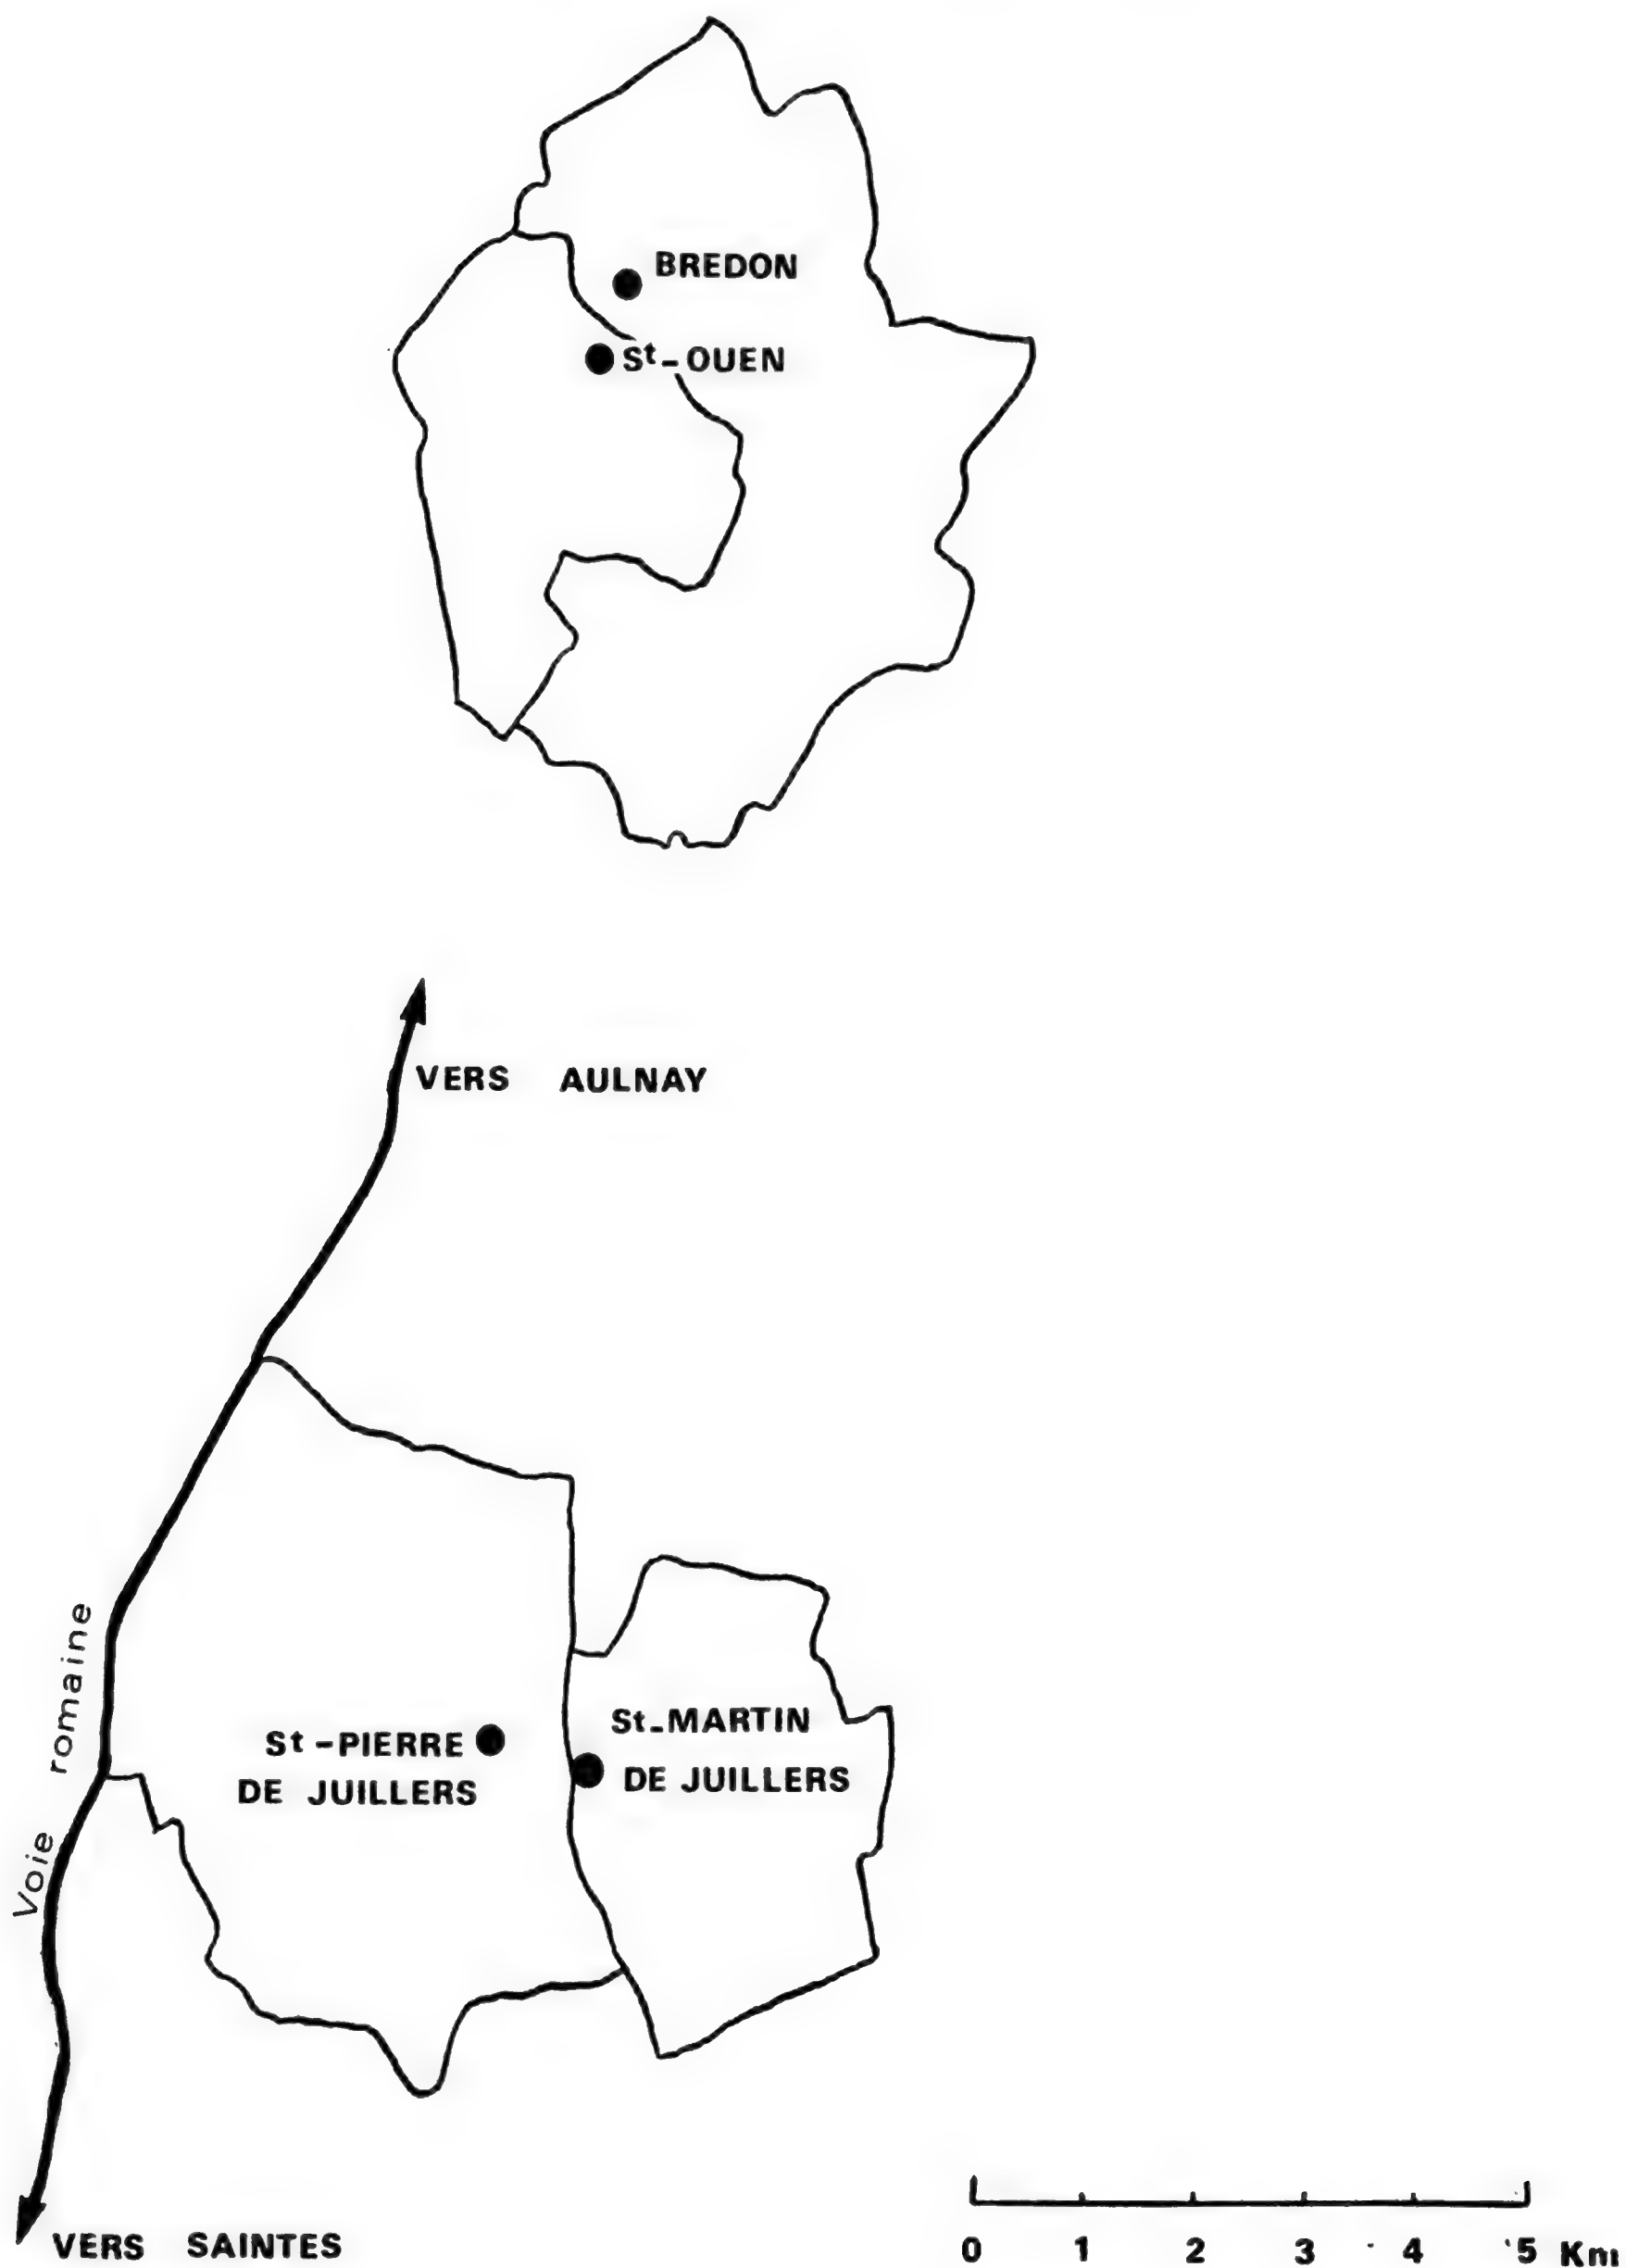 BREDON
St-OUEN
VERS AULNAY
Voie romaine
St-PIERRE
DE JUILLERS
St-MARTIN
DE JUILLERS
VERS SAINTES
0 1 2 3 4 5 Km